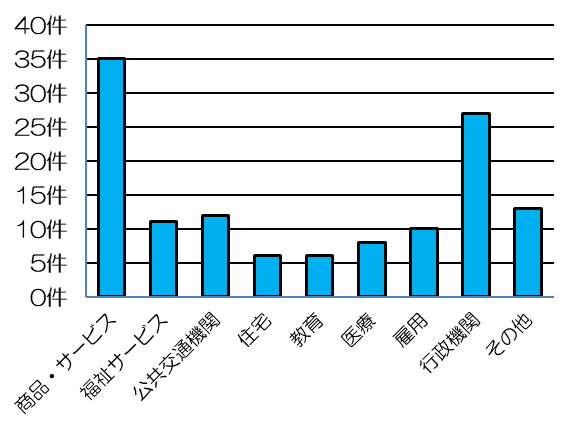 40件
35件
30件
25件
20件
15件
10件
5件
0件
商品・サービス
福祉サービス
公共交通機関
住宅
教育
医療
雇用
行政機関
その他